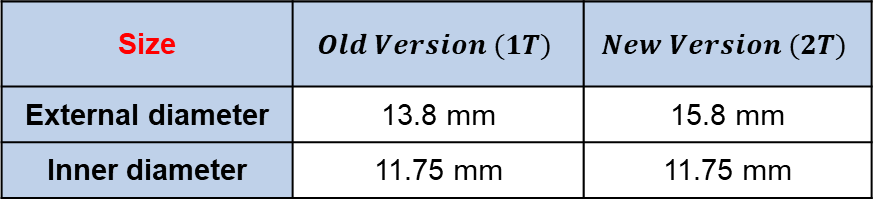 Size Old Version (1T) New Version (2T)
External diameter 13.8 mm 15.8 mm
Inner diameter 11.75 mm 11.75 mm